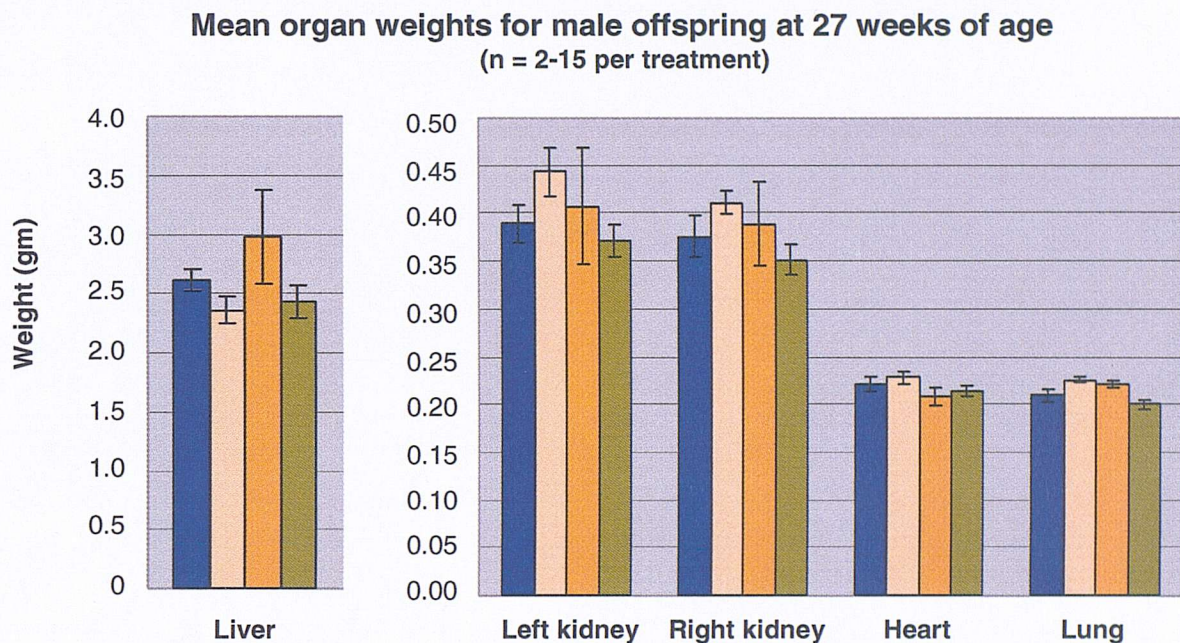 Mean organ weights for male offspring at 27 weeks of age
(n = 2-15 per treatment)
Weight (gm)
4.0
3.5
3.0
2.5
2.0
1.5
1.0
0.5
0
0.50
0.45
0.40
0.35
0.30
0.25
0.20
0.15
0.10
0.05
0.00
Liver
Left kidney
Right kidney
Heart
Lung